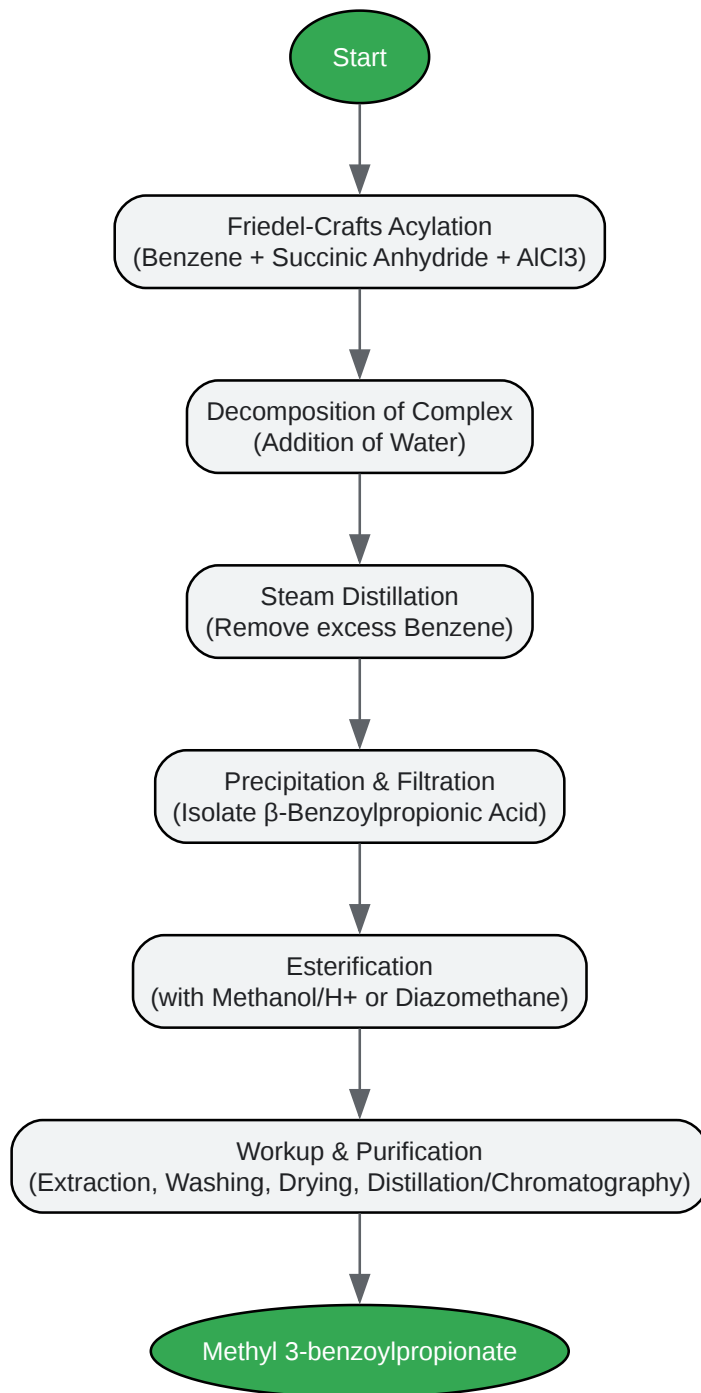 Start
Friedel-Crafts Acylation
(Benzene + Succinic Anhydride + AlCl3)
Decomposition of Complex
(Addition of Water)
Steam Distillation
(Remove excess Benzene)
Precipitation & Filtration
(Isolate β-Benzoylpropionic Acid)
Esterification
(with Methanol/H+ or Diazomethane)
Workup & Purification
(Extraction, Washing, Drying, Distillation/Chromatography)
Methyl 3-benzoylpropionate